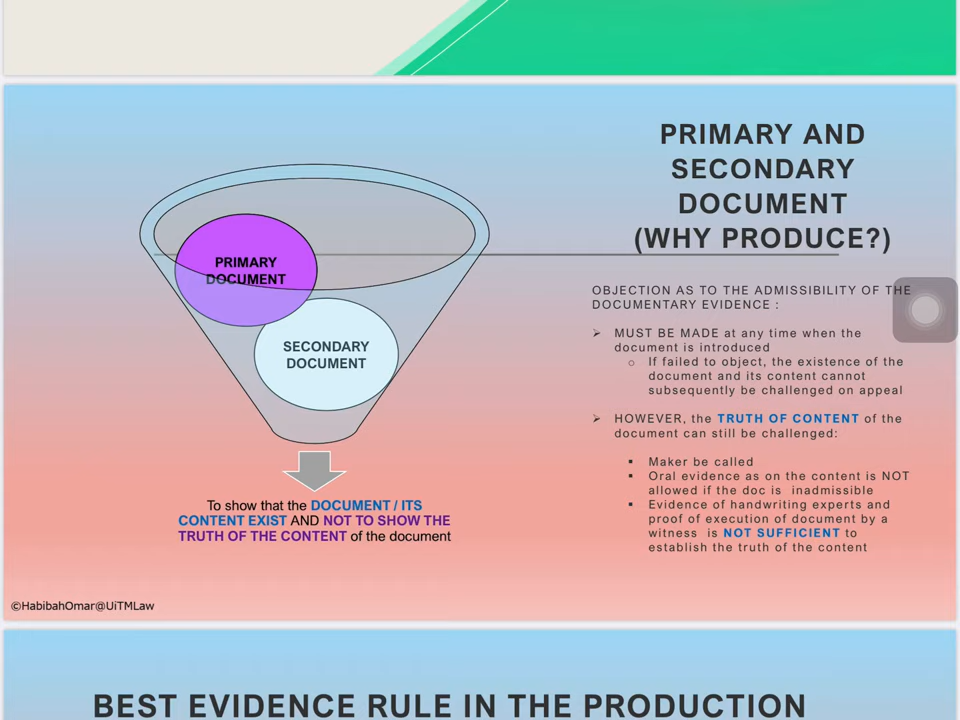 PRIMARY AND
SECONDARY
DOCUMENT
(WHY PRODUCE?)
PRIMARY
DOCUMENT
SECONDARY
DOCUMENT
To show that the DOCUMENT / ITS
CONTENT EXIST AND NOT TO SHOW THE
TRUTH OF THE CONTENT of the document
OBJECTION AS TO THE ADMISSIBILITY OF THE
DOCUMENTARY EVIDENCE :
➢ MUST BE MADE at any time when the
document is introduced
o If failed to object, the existence of the
document and its content cannot
subsequently be challenged on appeal
➢ HOWEVER, the TRUTH OF CONTENT of the
document can still be challenged:
▪ Maker be called
▪ Oral evidence as on the content is NOT
allowed if the doc is inadmissible
▪ Evidence of handwriting experts and
proof of execution of document by a
witness is NOT SUFFICIENT to
establish the truth of the content
©HabibahOmar@UiTMLaw
BEST EVIDENCE RULE IN THE PRODUCTION